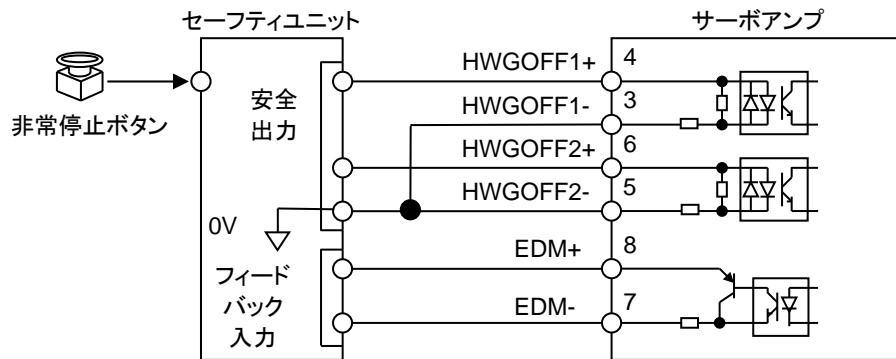 セーフティユニット
サーボアンプ
非常停止ボタン
安全
出力
0V
フィード
バック
入力
HWGOFF1+
4
HWGOFF1-
3
HWGOFF2+
6
HWGOFF2-
5
EDM+
8
EDM-
7